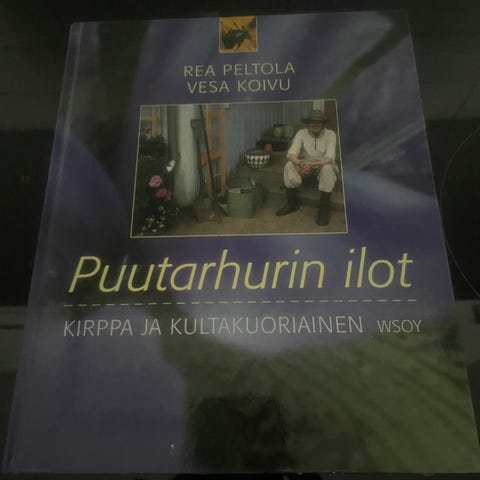 REA PELTOLA
VESA KOIVU
Puutarhurin ilot
KIRPPA JA KULTAKUORIAINEN WSOY